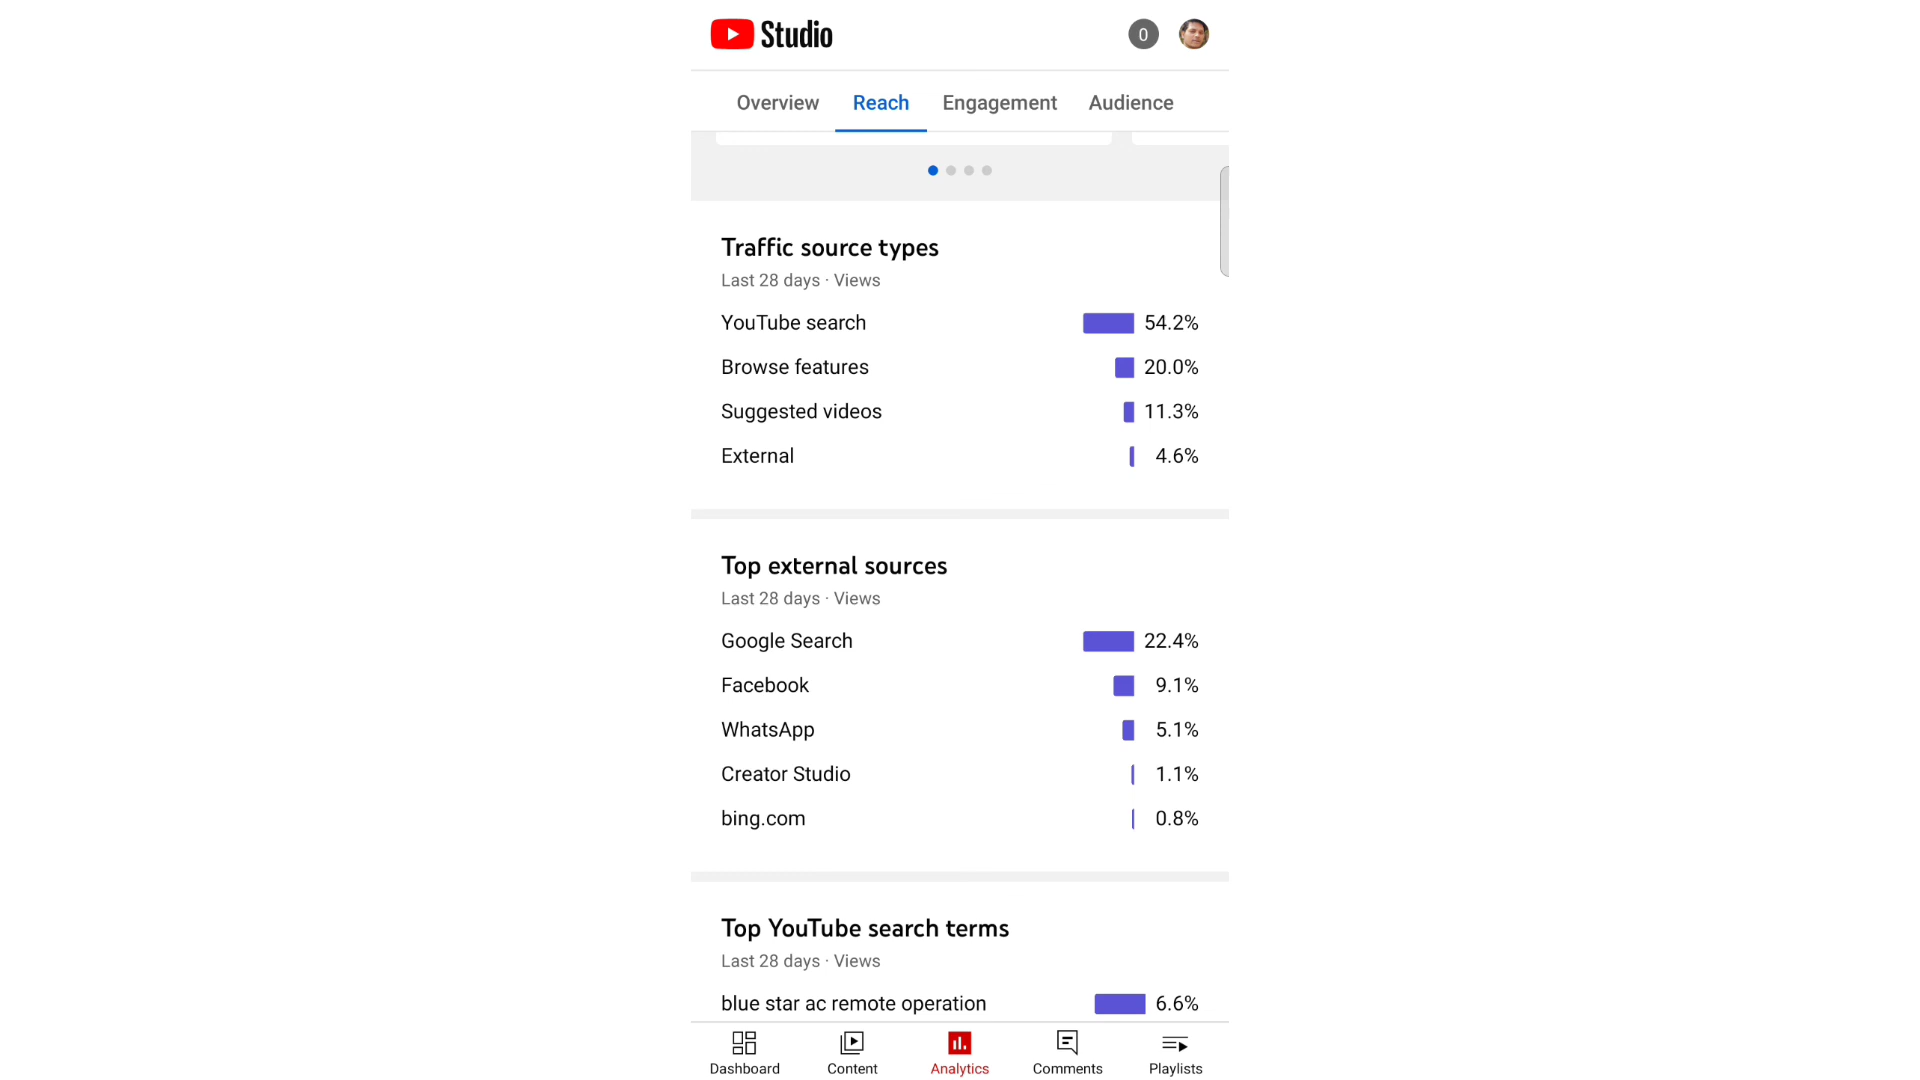 Studio
0
Overview Reach Engagement Audience
Traffic source types
Last 28 days · Views
YouTube search 54.2%
Browse features 20.0%
Suggested videos 11.3%
External 4.6%
Top external sources
Last 28 days · Views
Google Search 22.4%
Facebook 9.1%
WhatsApp 5.1%
Creator Studio 1.1%
bing.com 0.8%
Top YouTube search terms
Last 28 days · Views
blue star ac remote operation 6.6%
Dashboard Content Analytics Comments Playlists